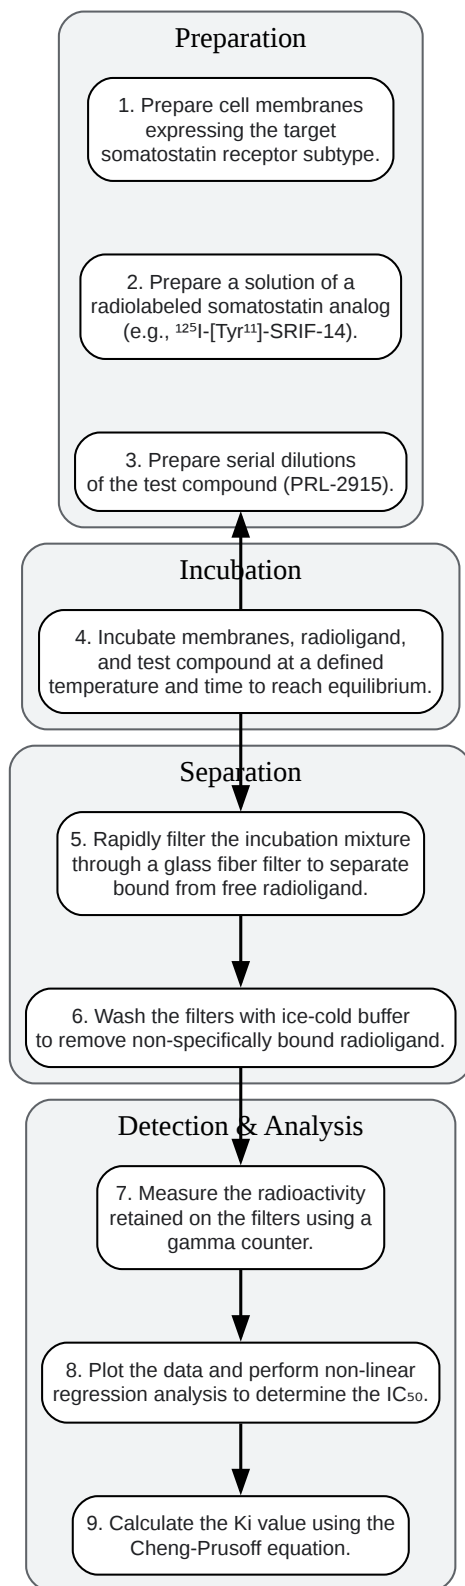 Preparation
1. Prepare cell membranes
expressing the target
somatostatin receptor subtype.
2. Prepare a solution of a
radiolabeled somatostatin analog
(e.g., ¹²⁵I-[Tyr¹¹]-SRIF-14).
3. Prepare serial dilutions
of the test compound (PRL-2915).
Incubation
4. Incubate membranes, radioligand,
and test compound at a defined
temperature and time to reach equilibrium.
Separation
5. Rapidly filter the incubation mixture
through a glass fiber filter to separate
bound from free radioligand.
6. Wash the filters with ice-cold buffer
to remove non-specifically bound radioligand.
Detection & Analysis
7. Measure the radioactivity
retained on the filters using a
gamma counter.
8. Plot the data and perform non-linear
regression analysis to determine the IC₅₀.
9. Calculate the Ki value using the
Cheng-Prusoff equation.